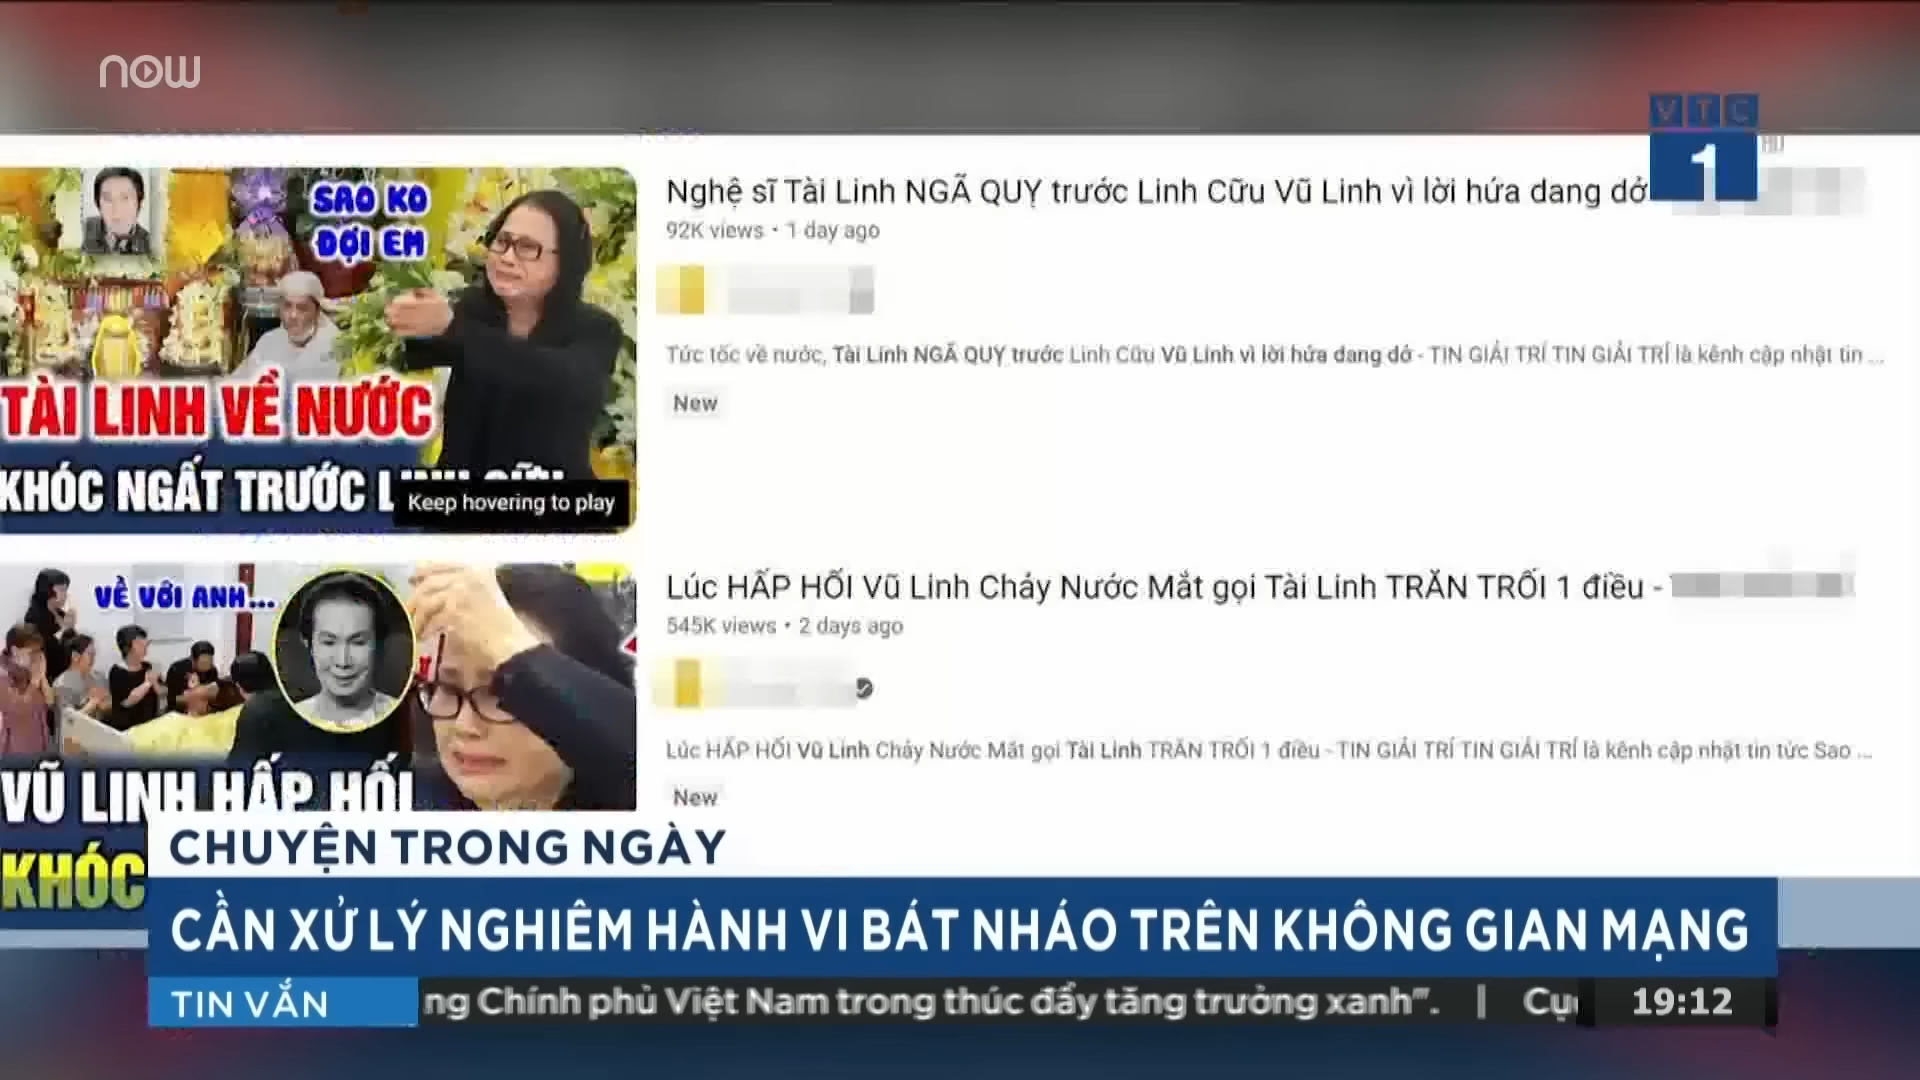 now
VTC
1
HD
SAO KO
ĐỢI EM
TÀI LINH VỀ NƯỚC
KHÓC NGẤT TRƯỚC
Keep hovering to play
Nghệ sĩ Tài Linh NGÃ QUỴ trước Linh Cữu Vũ Linh vì lời hứa dang dở
92K views • 1 day ago
Tức tốc về nước, Tài Linh NGÃ QUỴ trước Linh Cữu Vũ Linh vì lời hứa dang dở - TIN GIẢI TRÍ TIN GIẢI TRÍ là kênh cập nhật tin ...
New
VỀ VỚI ANH...
VŨ LINH HẤP HỐI
KHÓC
Lúc HẤP HỐI Vũ Linh Chảy Nước Mắt gọi Tài Linh TRĂN TRỐI 1 điều -
545K views • 2 days ago
Lúc HẤP HỐI Vũ Linh Chảy Nước Mắt gọi Tài Linh TRĂN TRỐI 1 điều - TIN GIẢI TRÍ TIN GIẢI TRÍ là kênh cập nhật tin tức Sao ...
New
CHUYỆN TRONG NGÀY
CẦN XỬ LÝ NGHIÊM HÀNH VI BÁT NHÁO TRÊN KHÔNG GIAN MẠNG
TIN VẮN
ng Chính phủ Việt Nam trong thúc đẩy tăng trưởng xanh". | Cục
19:12